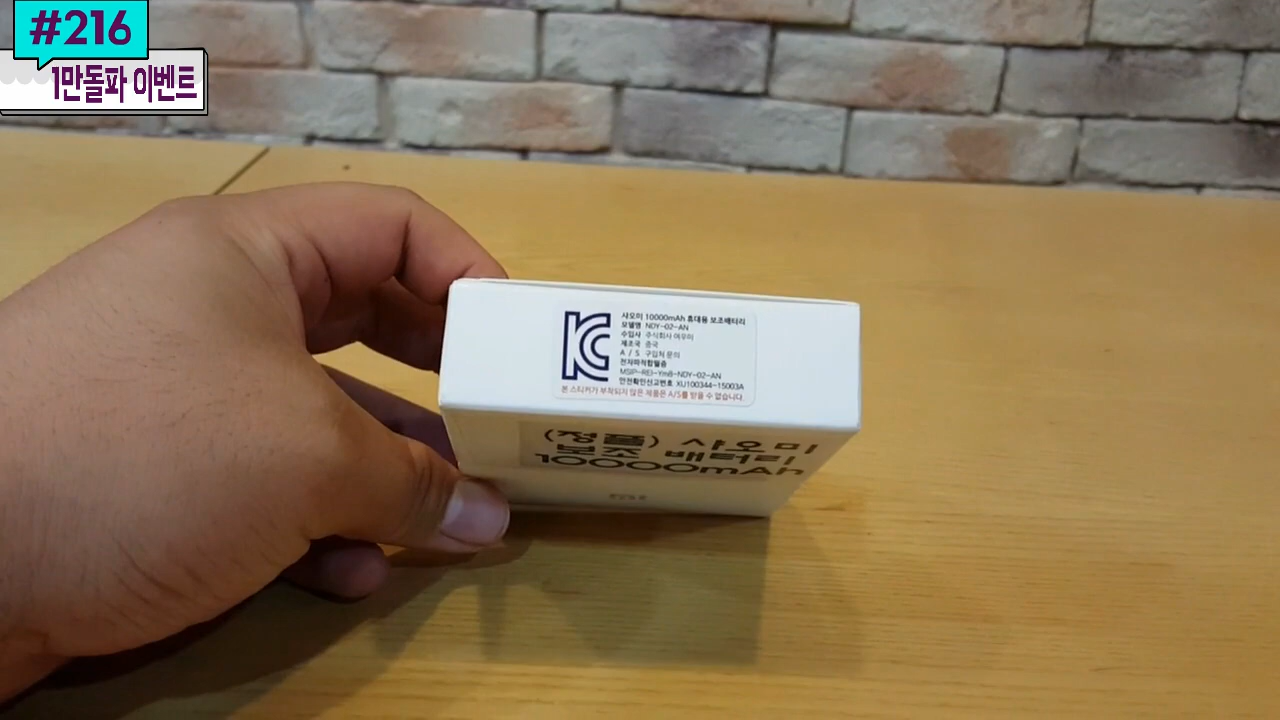 #216
1만돌파 이벤트
샤오미 10000mAh 휴대용 보조배터리
모델명 NDY-02-AN
수입사 주식회사 여우미
제조국 중국
A / S 구입처 문의
전자파적합필증
MSIP-REI-Ym8-NDY-02-AN
안전확인신고번호 XU100344-15003A
본 스티커가 부착되지 않은 제품은 A/S를 받을 수 없습니다.
(정품) 샤오미
보조 배터리
10000mAh